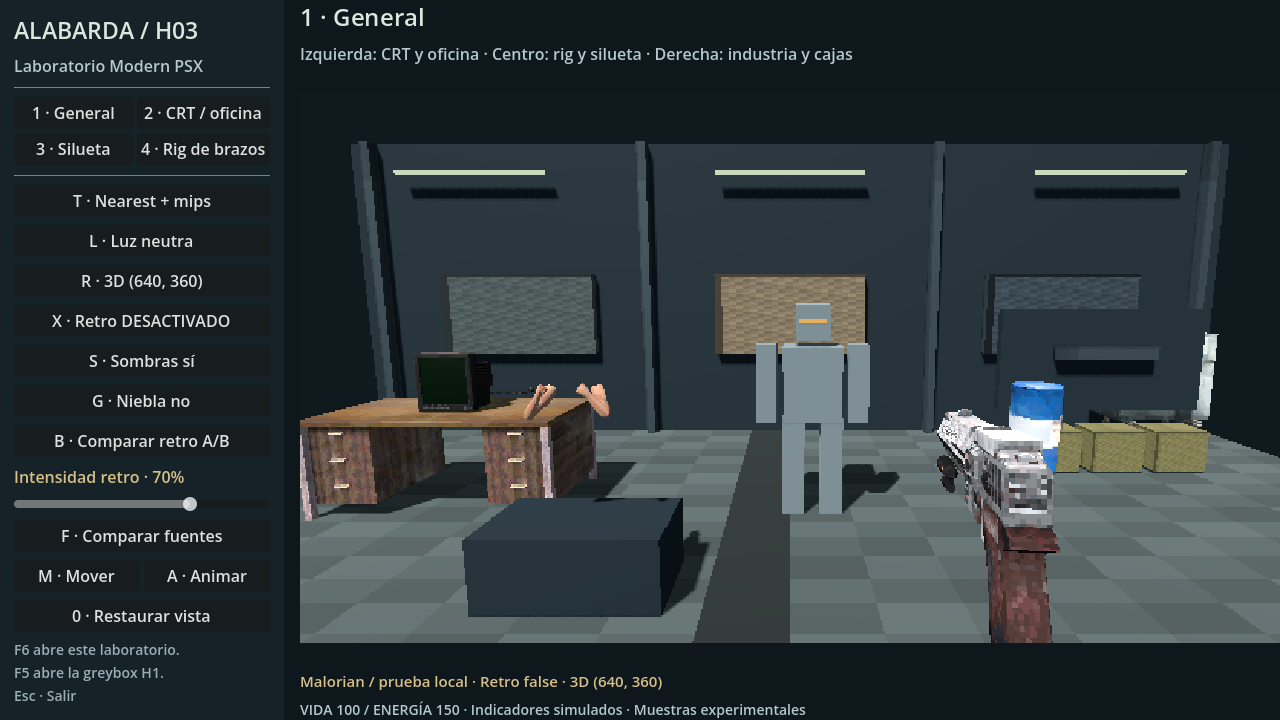 ALABARDA / H03
Laboratorio Modern PSX
1 · General
2 · CRT / oficina
3 · Silueta
4 · Rig de brazos
T · Nearest + mips
L · Luz neutra
R · 3D (640, 360)
X · Retro DESACTIVADO
S · Sombras sí
G · Niebla no
B · Comparar retro A/B
Intensidad retro · 70%
F · Comparar fuentes
M · Mover
A · Animar
0 · Restaurar vista
F6 abre este laboratorio.
F5 abre la greybox H1.
Esc · Salir
1 · General
Izquierda: CRT y oficina · Centro: rig y silueta · Derecha: industria y cajas
Malorian / prueba local · Retro false · 3D (640, 360)
VIDA 100 / ENERGÍA 150 · Indicadores simulados · Muestras experimentales